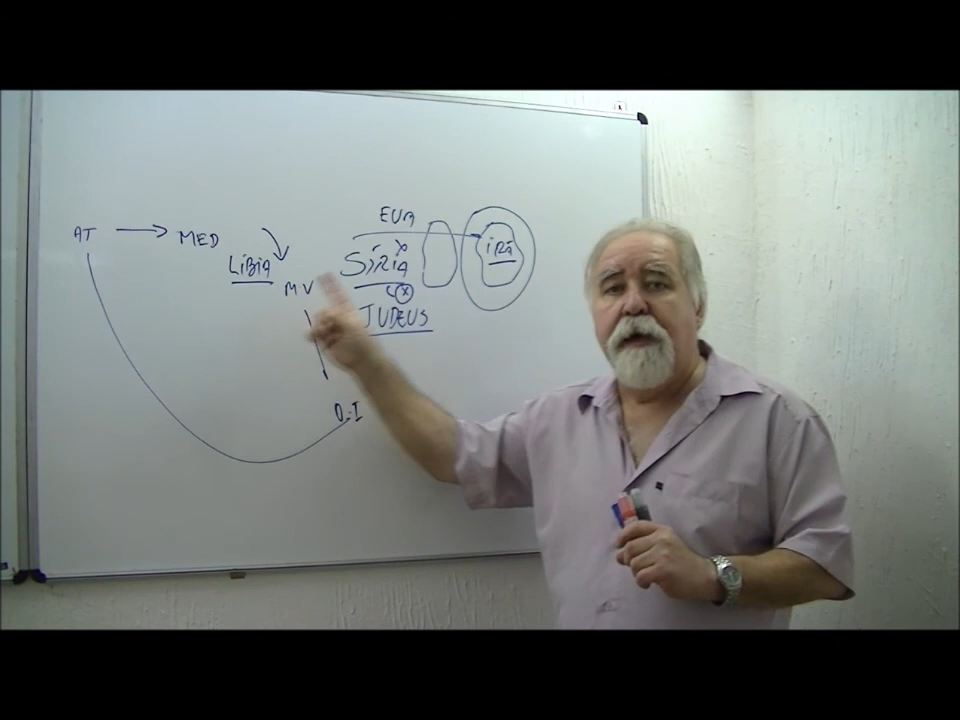 EUA
AT → MED
LÍBIA
SÍRIA
IRÃ
MV
JUDEUS
O.I